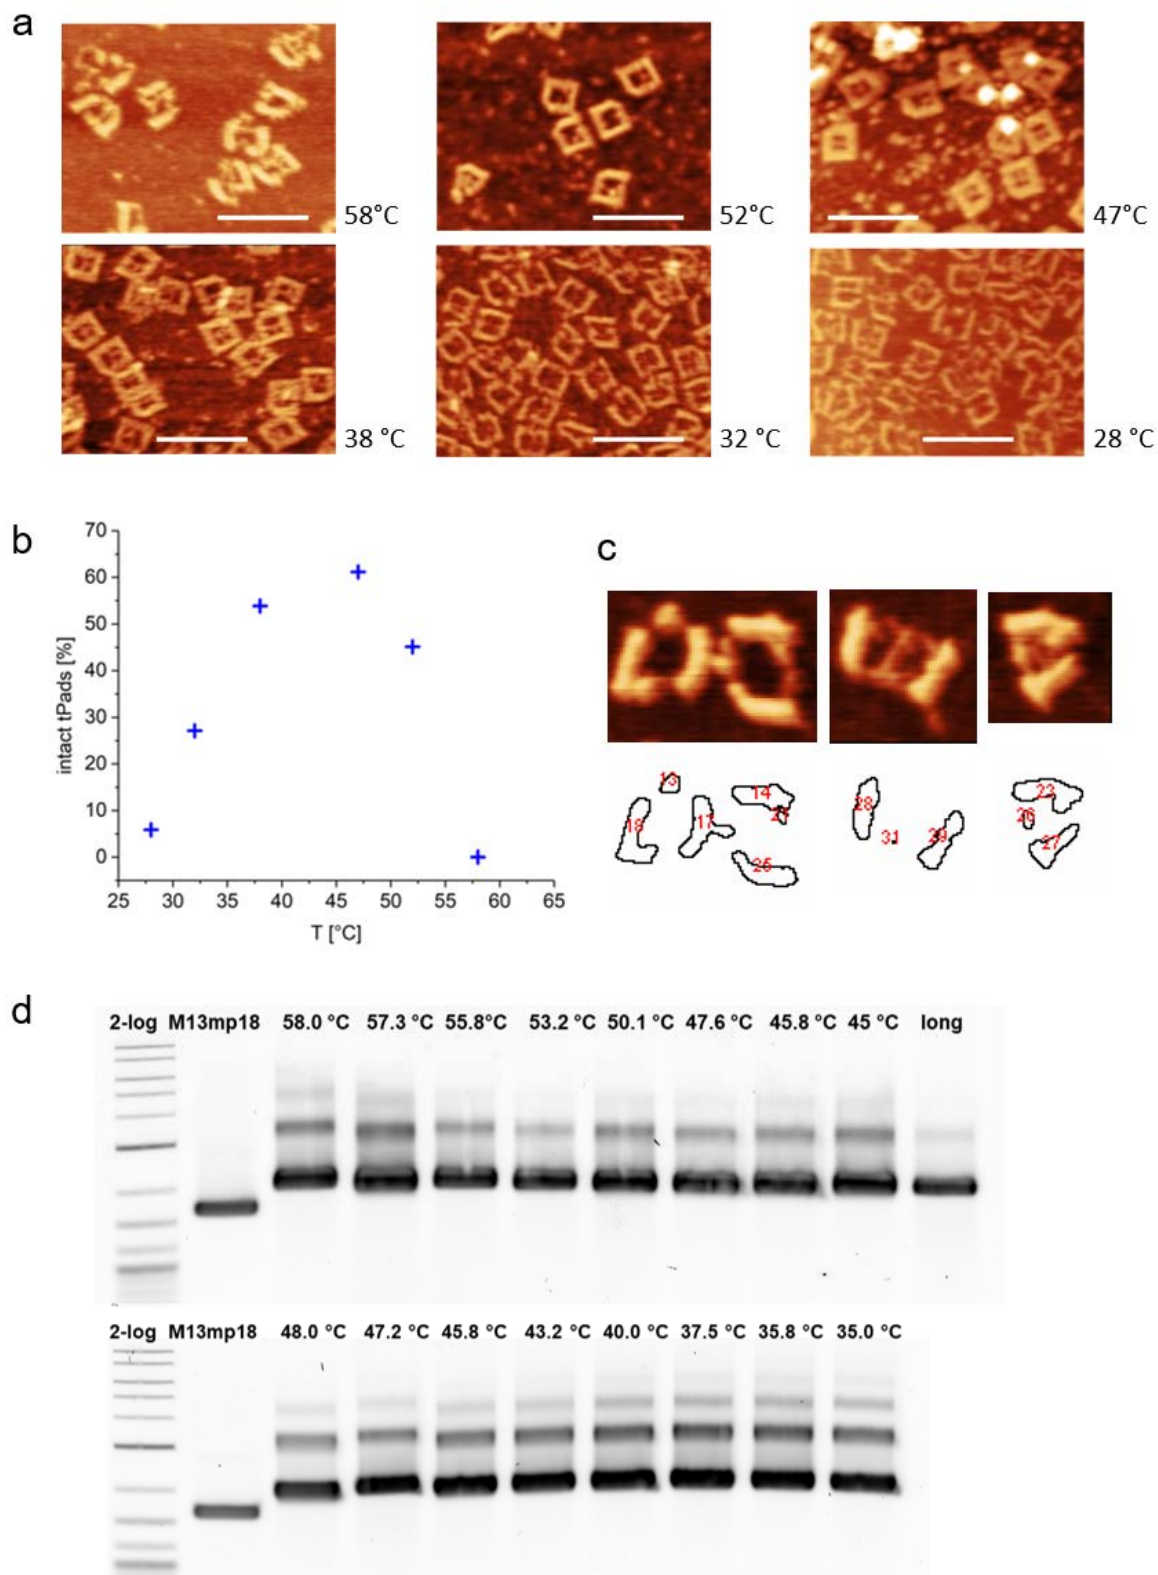 a
58°C
52°C
47°C
38 °C
32 °C
28 °C
b
70
60
50
40
30
20
10
0
intact tPads [%]
25 30 35 40 45 50 55 60 65
T [°C]
c
13
14
18
17
25
28
31
29
23
26
27
d
2-log M13mp18 58.0 °C 57.3 °C 55.8°C 53.2 °C 50.1 °C 47.6 °C 45.8 °C 45 °C long
2-log M13mp18 48.0 °C 47.2 °C 45.8 °C 43.2 °C 40.0 °C 37.5 °C 35.8 °C 35.0 °C